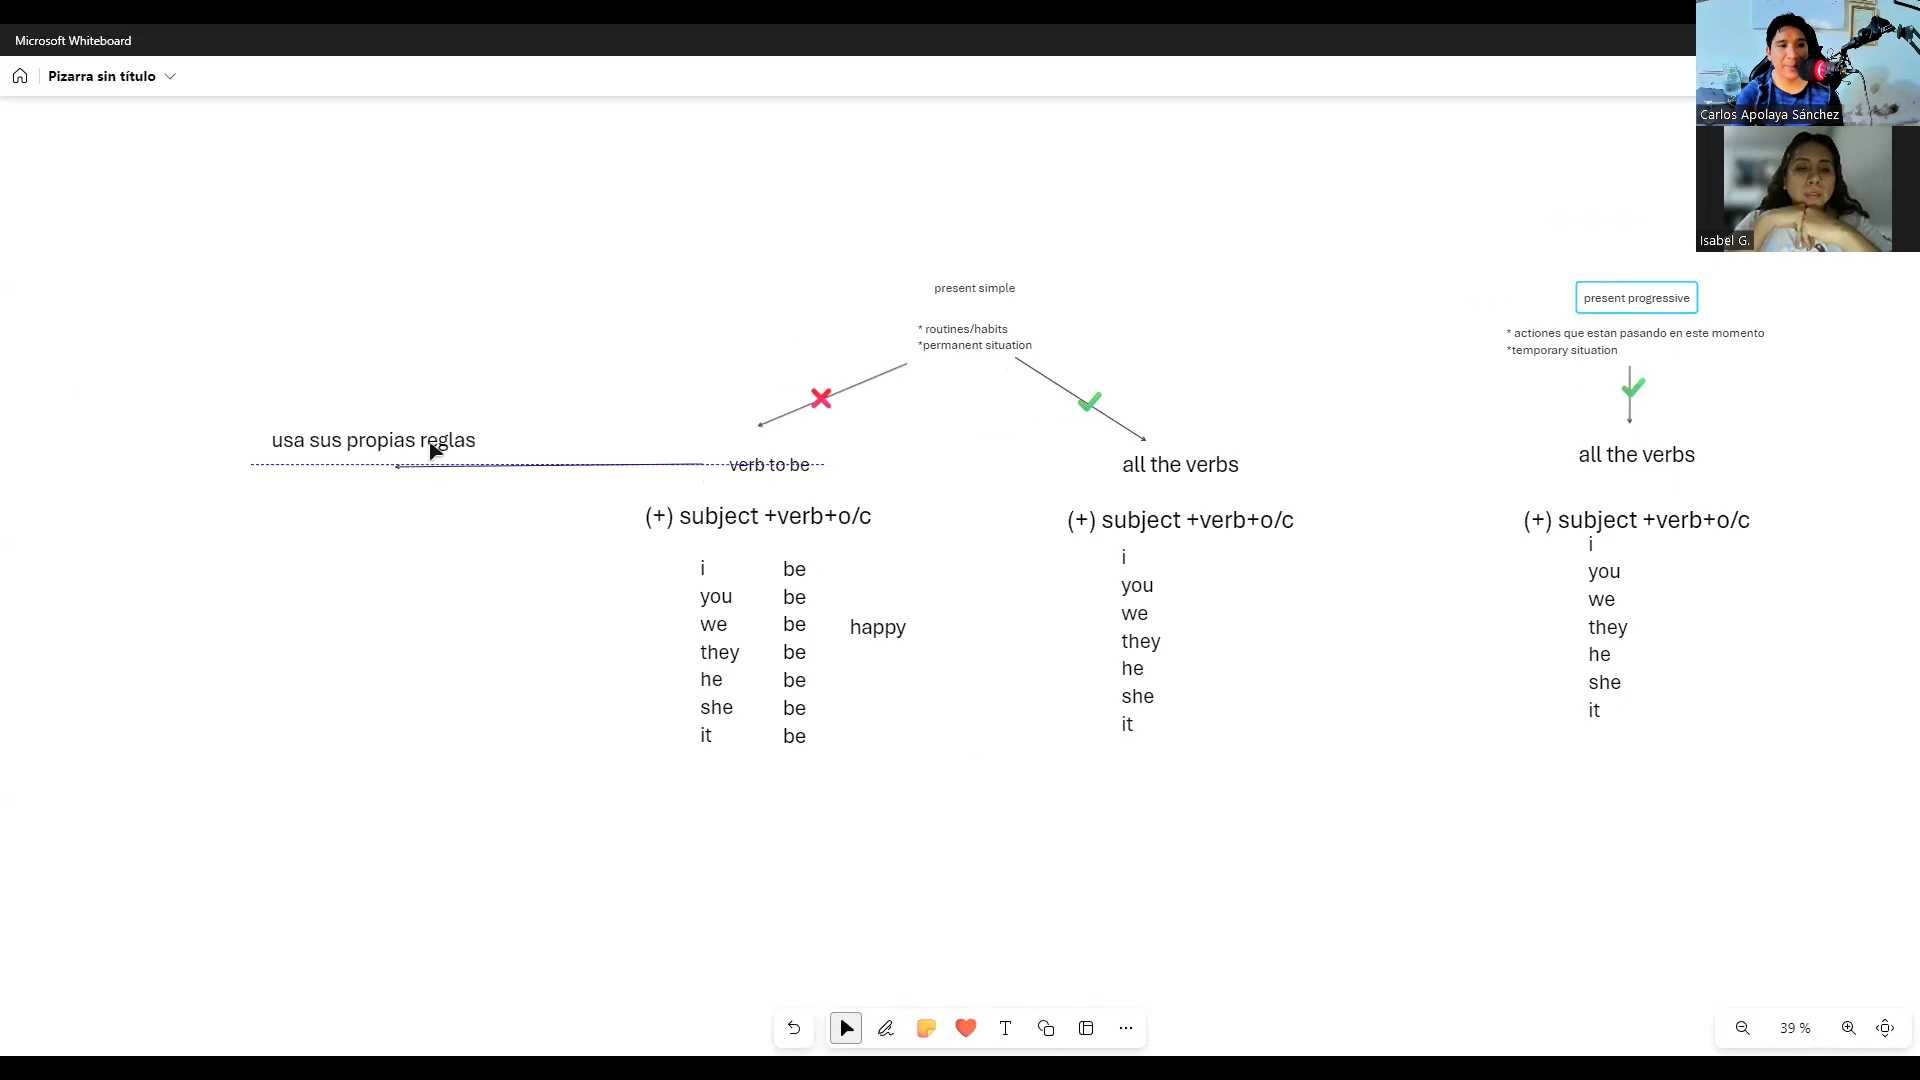 Microsoft Whiteboard
Pizarra sin título
Carlos Apolaya Sánchez
Isabel G.
present simple
* routines/habits
*permanent situation
present progressive
* actiones que estan pasando en este momento
*temporary situation
usa sus propias reglas
verb to be
all the verbs
all the verbs
(+) subject +verb+o/c
i be
you be
we be
they be
he be
she be
it be
happy
(+) subject +verb+o/c
i
you
we
they
he
she
it
(+) subject +verb+o/c
i
you
we
they
he
she
it
39 %